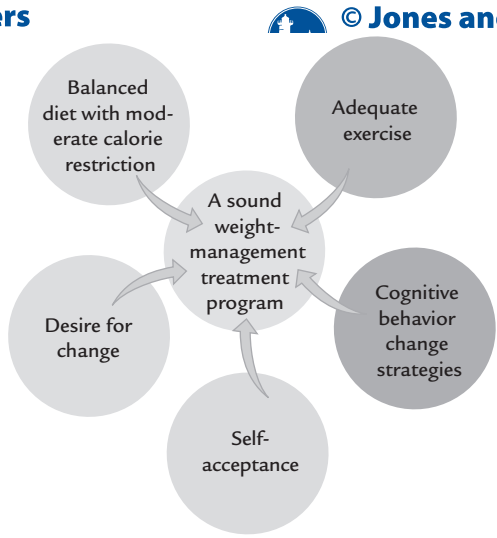 ers
© Jones an
Balanced
diet with mod-
erate calorie
restriction
Adequate
exercise
A sound
weight-
management
treatment
program
Desire for
change
Cognitive
behavior
change
strategies
Self-
acceptance